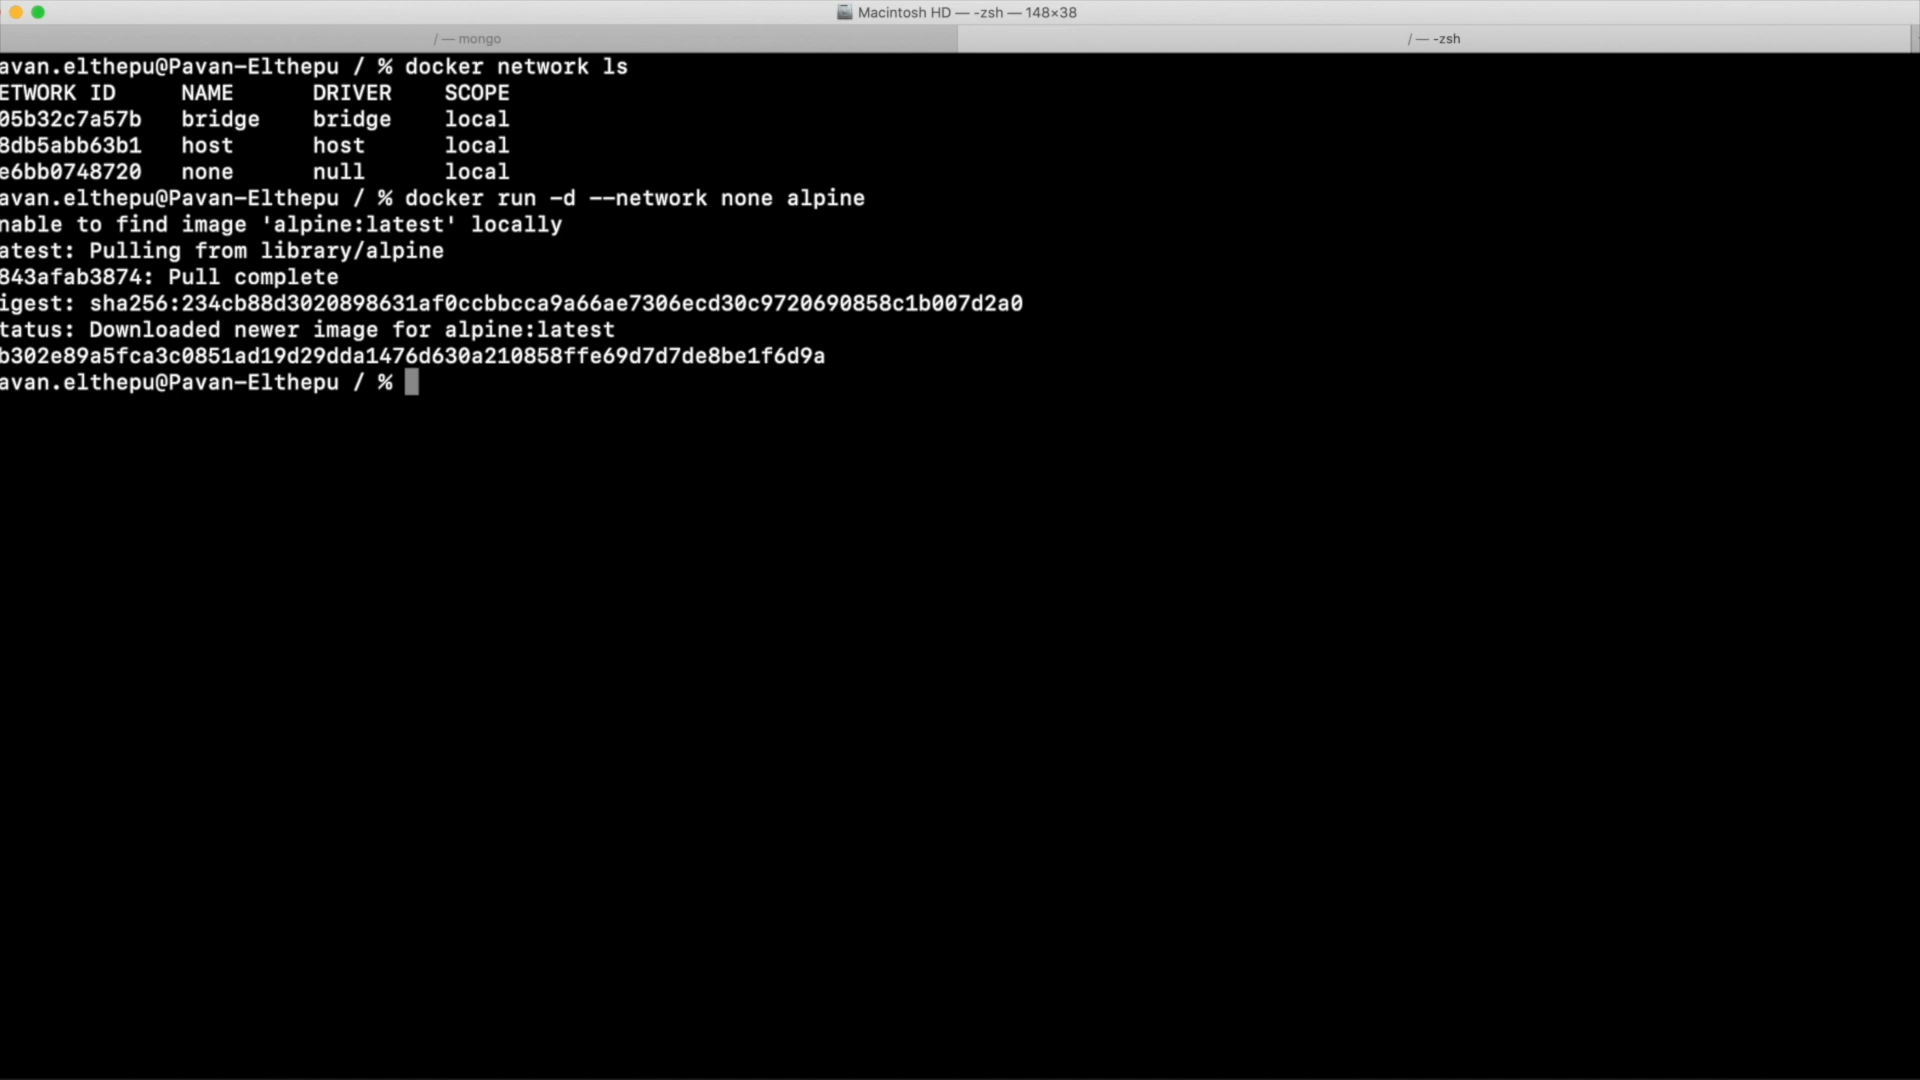 Macintosh HD — -zsh — 148×38
/ — mongo
/ — -zsh
avan.elthepu@Pavan-Elthepu / % docker network ls
ETWORK ID NAME DRIVER SCOPE
05b32c7a57b bridge bridge local
8db5abb63b1 host host local
e6bb0748720 none null local
avan.elthepu@Pavan-Elthepu / % docker run -d --network none alpine
nable to find image 'alpine:latest' locally
atest: Pulling from library/alpine
843afab3874: Pull complete
igest: sha256:234cb88d3020898631af0ccbbcca9a66ae7306ecd30c9720690858c1b007d2a0
tatus: Downloaded newer image for alpine:latest
b302e89a5fca3c0851ad19d29dda1476d630a210858ffe69d7d7de8be1f6d9a
avan.elthepu@Pavan-Elthepu / %